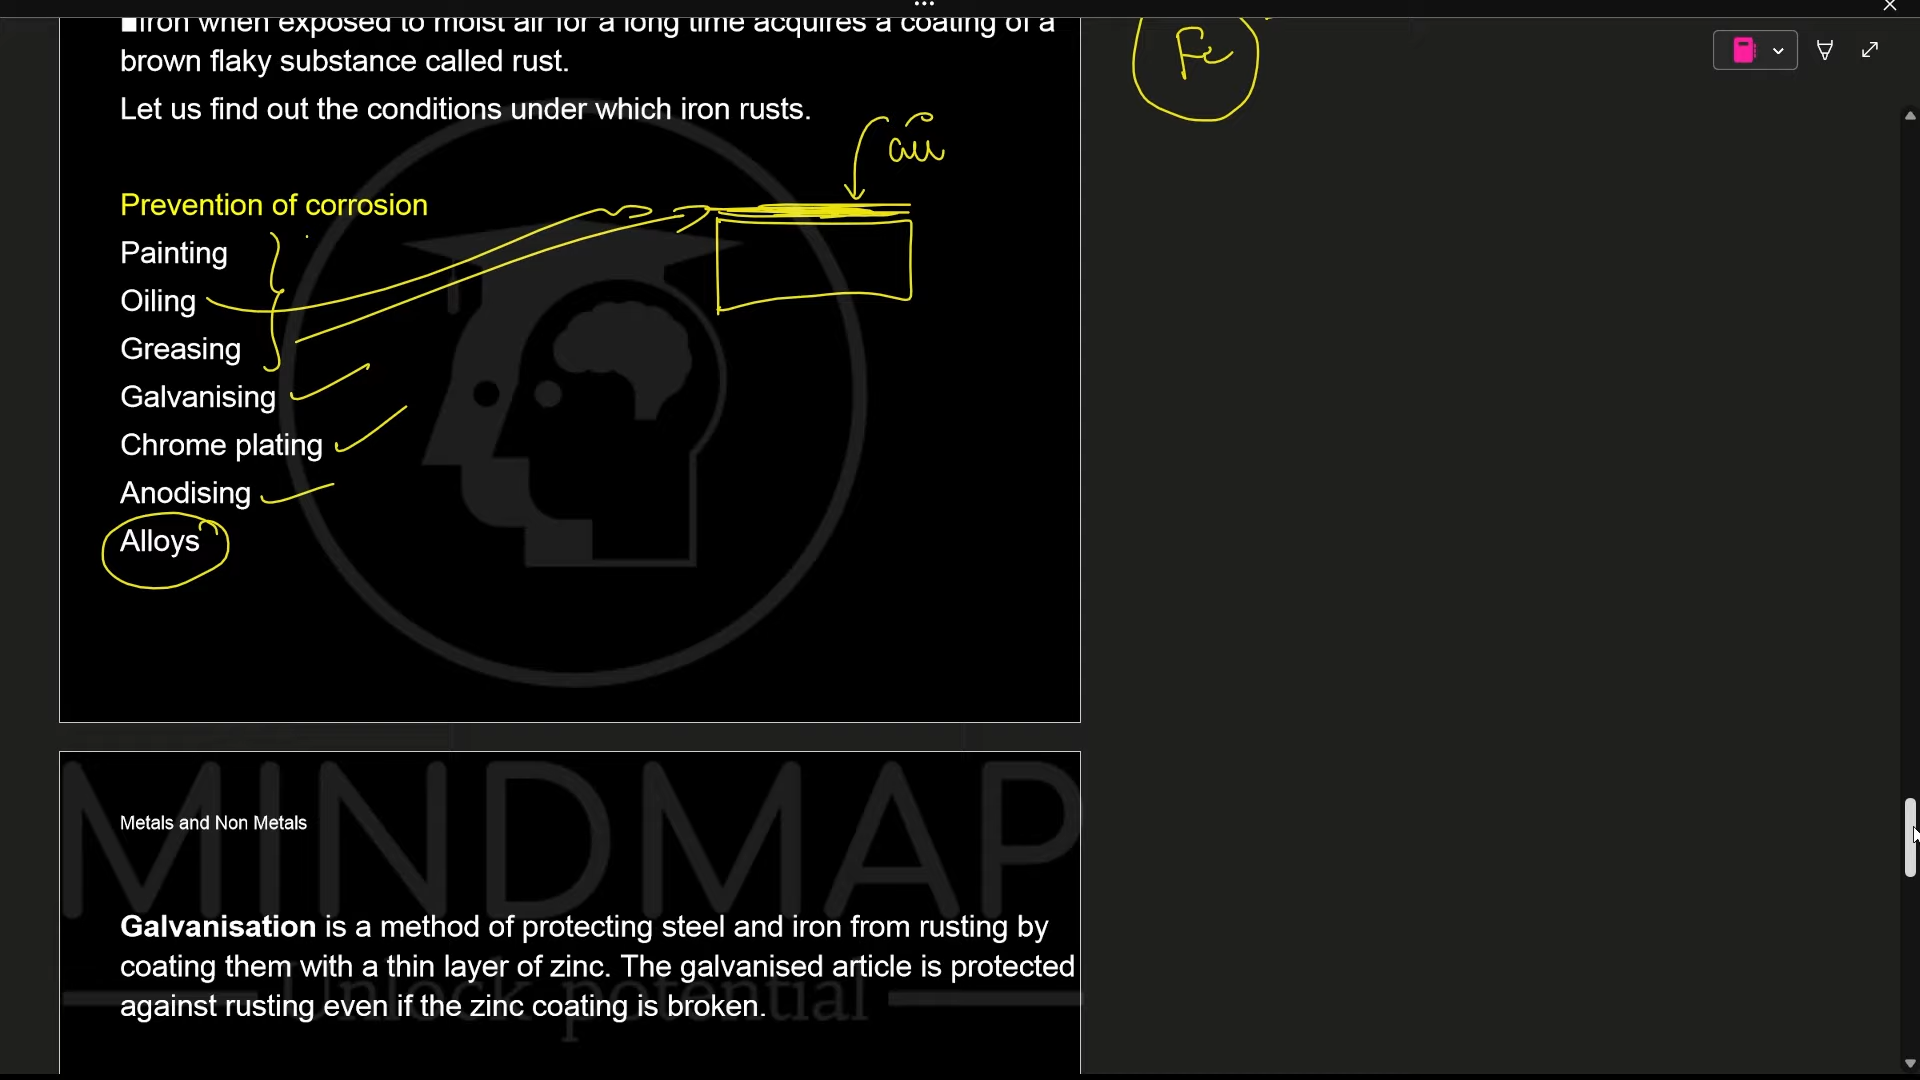 ■Iron when exposed to moist air for a long time acquires a coating of a
brown flaky substance called rust.
Let us find out the conditions under which iron rusts.
Fe
air
Prevention of corrosion
Painting
Oiling
Greasing
Galvanising
Chrome plating
Anodising
Alloys
MINDMAP
Unlock potential
Metals and Non Metals
Galvanisation is a method of protecting steel and iron from rusting by
coating them with a thin layer of zinc. The galvanised article is protected
against rusting even if the zinc coating is broken.